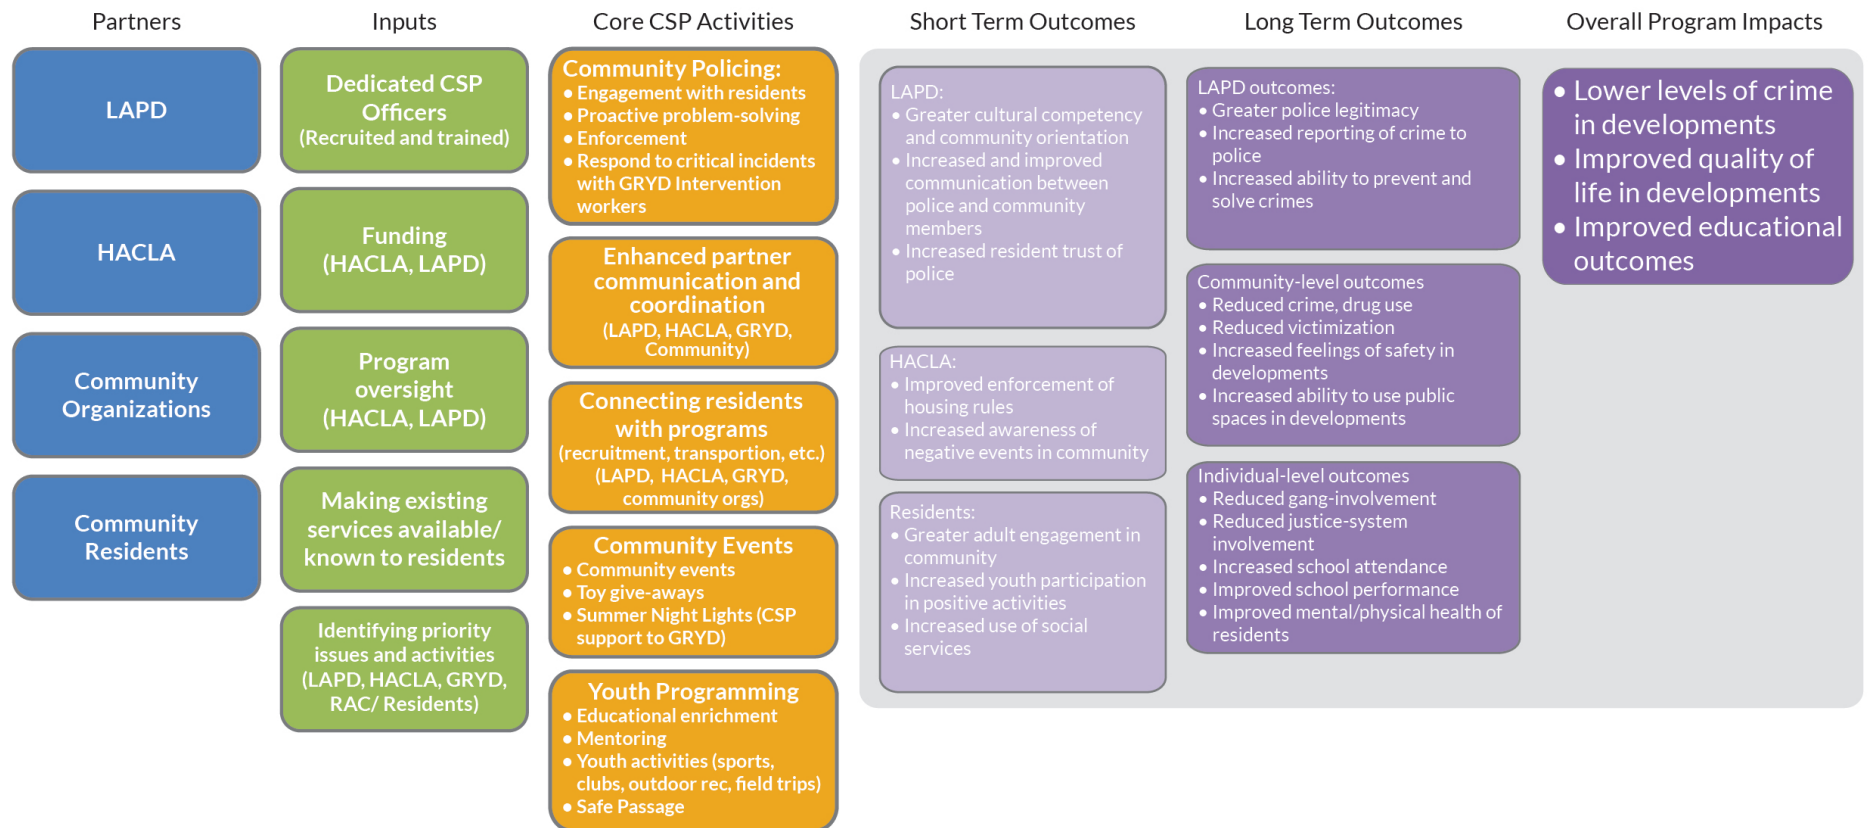 Partners
LAPD
HACLA
Community
Organizations
Community
Residents
Inputs
Dedicated CSP
Officers
(Recruited and trained)
Funding
(HACLA, LAPD)
Program
oversight
(HACLA, LAPD)
Making existing
services available/
known to residents
Identifying priority
issues and activities
(LAPD, HACLA, GRYD,
RAC/ Residents)
Core CSP Activities
Community Policing:
• Engagement with residents
• Proactive problem-solving
• Enforcement
• Respond to critical incidents
with GRYD Intervention
workers
Enhanced partner
communication and
coordination
(LAPD, HACLA, GRYD,
Community)
Connecting residents
with programs
(recruitment, transportion, etc.)
(LAPD, HACLA, GRYD,
community orgs)
Community Events
• Community events
• Toy give-aways
• Summer Night Lights (CSP
support to GRYD)
Youth Programming
• Educational enrichment
• Mentoring
• Youth activities (sports,
clubs, outdoor rec, field trips)
• Safe Passage
Short Term Outcomes
LAPD:
• Greater cultural competency
and community orientation
• Increased and improved
communication between
police and community
members
• Increased resident trust of
police
HACLA:
• Improved enforcement of
housing rules
• Increased awareness of
negative events in community
Residents:
• Greater adult engagement in
community
• Increased youth participation
in positive activities
• Increased use of social
services
Long Term Outcomes
LAPD outcomes:
• Greater police legitimacy
• Increased reporting of crime to
police
• Increased ability to prevent and
solve crimes
Community-level outcomes
• Reduced crime, drug use
• Reduced victimization
• Increased feelings of safety in
developments
• Increased ability to use public
spaces in developments
Individual-level outcomes
• Reduced gang-involvement
• Reduced justice-system
involvement
• Increased school attendance
• Improved school performance
• Improved mental/physical health of
residents
Overall Program Impacts
• Lower levels of crime
in developments
• Improved quality of
life in developments
• Improved educational
outcomes